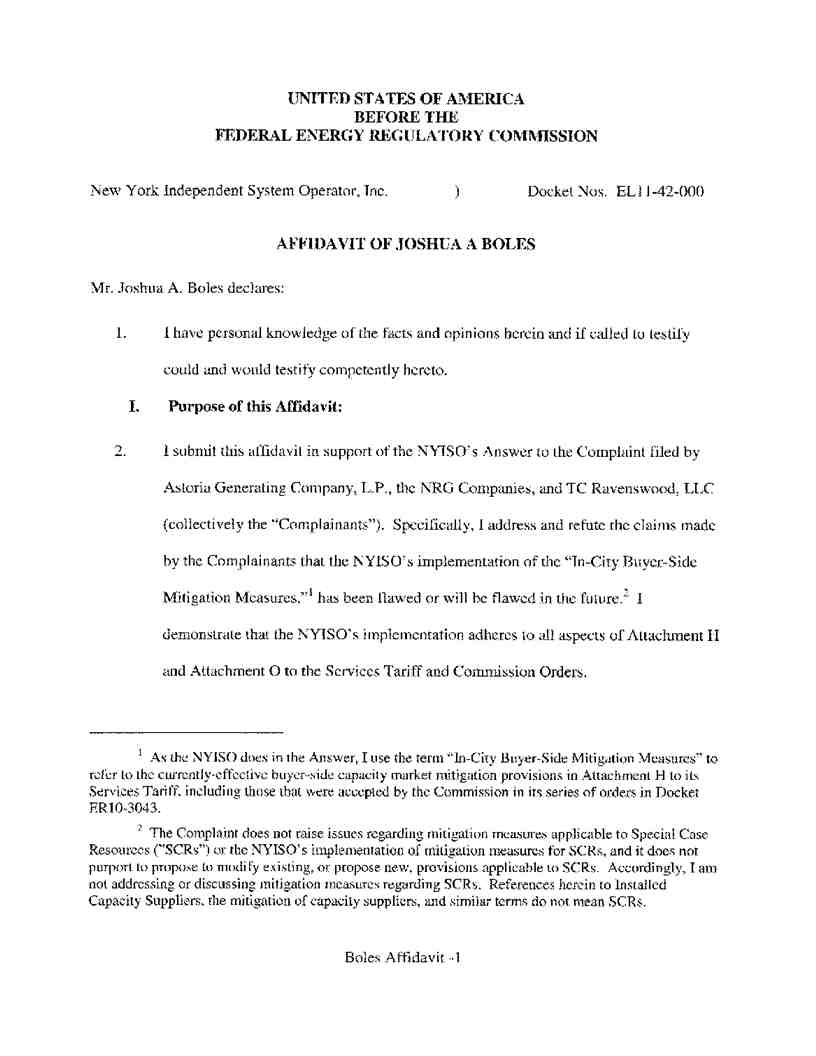 UNITED STATES OF AMERICA
BEFORE THE
FEDERAL ENERGY REGULATORY COMMISSION
New York Independent System Operator, Inc. ) Docket Nos. EL11-42-000
AFFIDAVIT OF JOSHUA A BOLES
Mr. Joshua A. Boles declares:
1. I have personal knowledge of the facts and opinions herein and if called to testify
could and would testify competently hereto.
I. Purpose of this Affidavit:
2. I submit this affidavit in support of the NYISO's Answer to the Complaint filed by
Astoria Generating Company, L.P., the NRG Companies, and TC Ravenswood, LLC
(collectively the "Complainants"). Specifically, I address and refute the claims made
by the Complainants that the NYISO's implementation of the "In-City Buyer-Side
Mitigation Measures,"1 has been flawed or will be flawed in the future.2 I
demonstrate that the NYISO's implementation adheres to all aspects of Attachment H
and Attachment O to the Services Tariff and Commission Orders.
1 As the NYISO does in the Answer, I use the term "In-City Buyer-Side Mitigation Measures" to
refer to the currently-effective buyer-side capacity market mitigation provisions in Attachment H to its
Services Tariff, including those that were accepted by the Commission in its series of orders in Docket
ER10-3043.
2 The Complaint does not raise issues regarding mitigation measures applicable to Special Case
Resources ("SCRs") or the NYISO's implementation of mitigation measures for SCRs, and it does not
purport to propose to modify existing, or propose new, provisions applicable to SCRs. Accordingly, I am
not addressing or discussing mitigation measures regarding SCRs. References herein to Installed
Capacity Suppliers, the mitigation of capacity suppliers, and similar terms do not mean SCRs.
Boles Affidavit -1